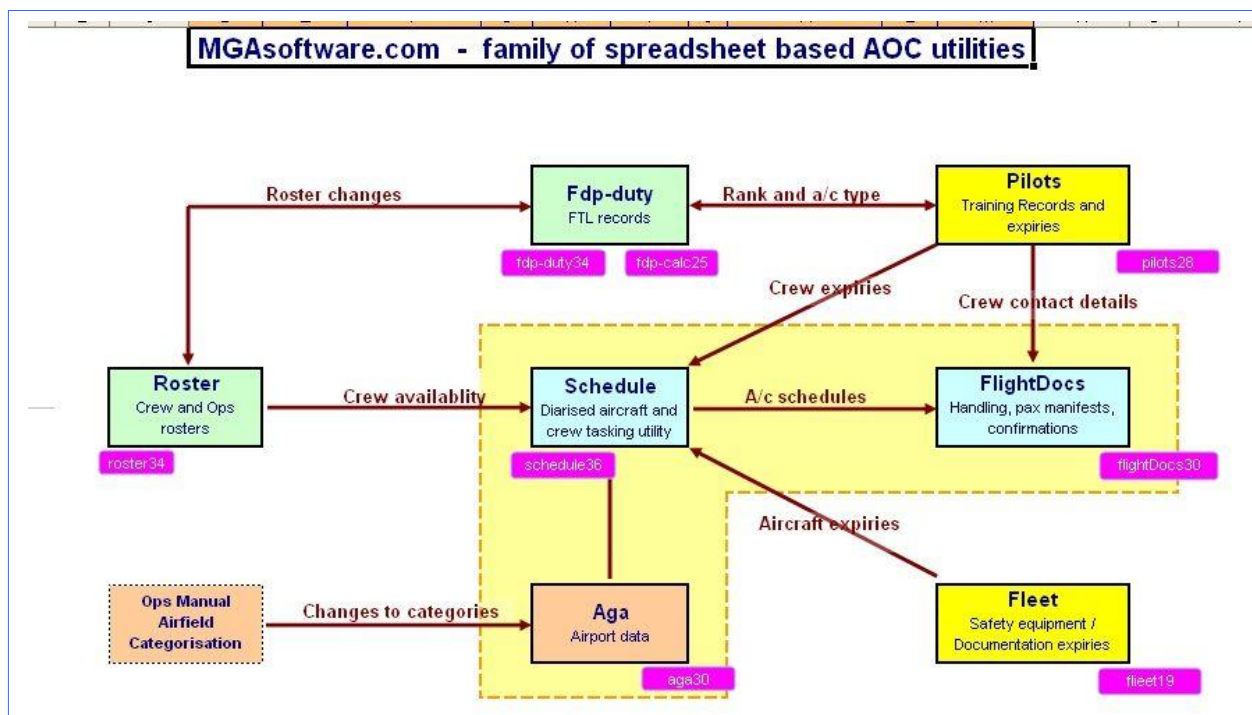 MGAsoftware.com - family of spreadsheet based AOC utilities
Roster changes
Fdp-duty
FTL records
Rank and a/c type
Pilots
Training Records and
expiries
fdp-duty34
fdp-calc25
pilots28
Crew expiries
Crew contact details
Roster
Crew and Ops
rosters
Crew availablity
Schedule
Diarised aircraft and
crew tasking utility
A/c schedules
FlightDocs
Handling, pax manifests,
confirmations
roster34
schedule36
flightDocs30
Aircraft expiries
Ops Manual
Airfield
Categorisation
Changes to categories
Aga
Airport data
Fleet
Safety equipment /
Documentation expiries
aga30
fleet19